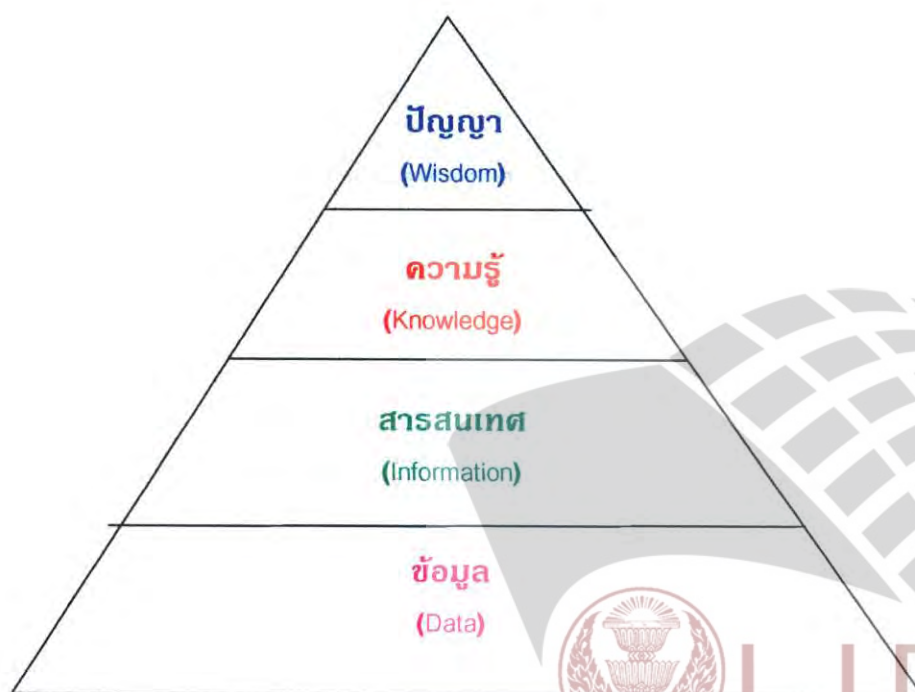 ปัญญา
(Wisdom)
ความรู้
(Knowledge)
สารสนเทศ
(Information)
ข้อมูล
(Data)